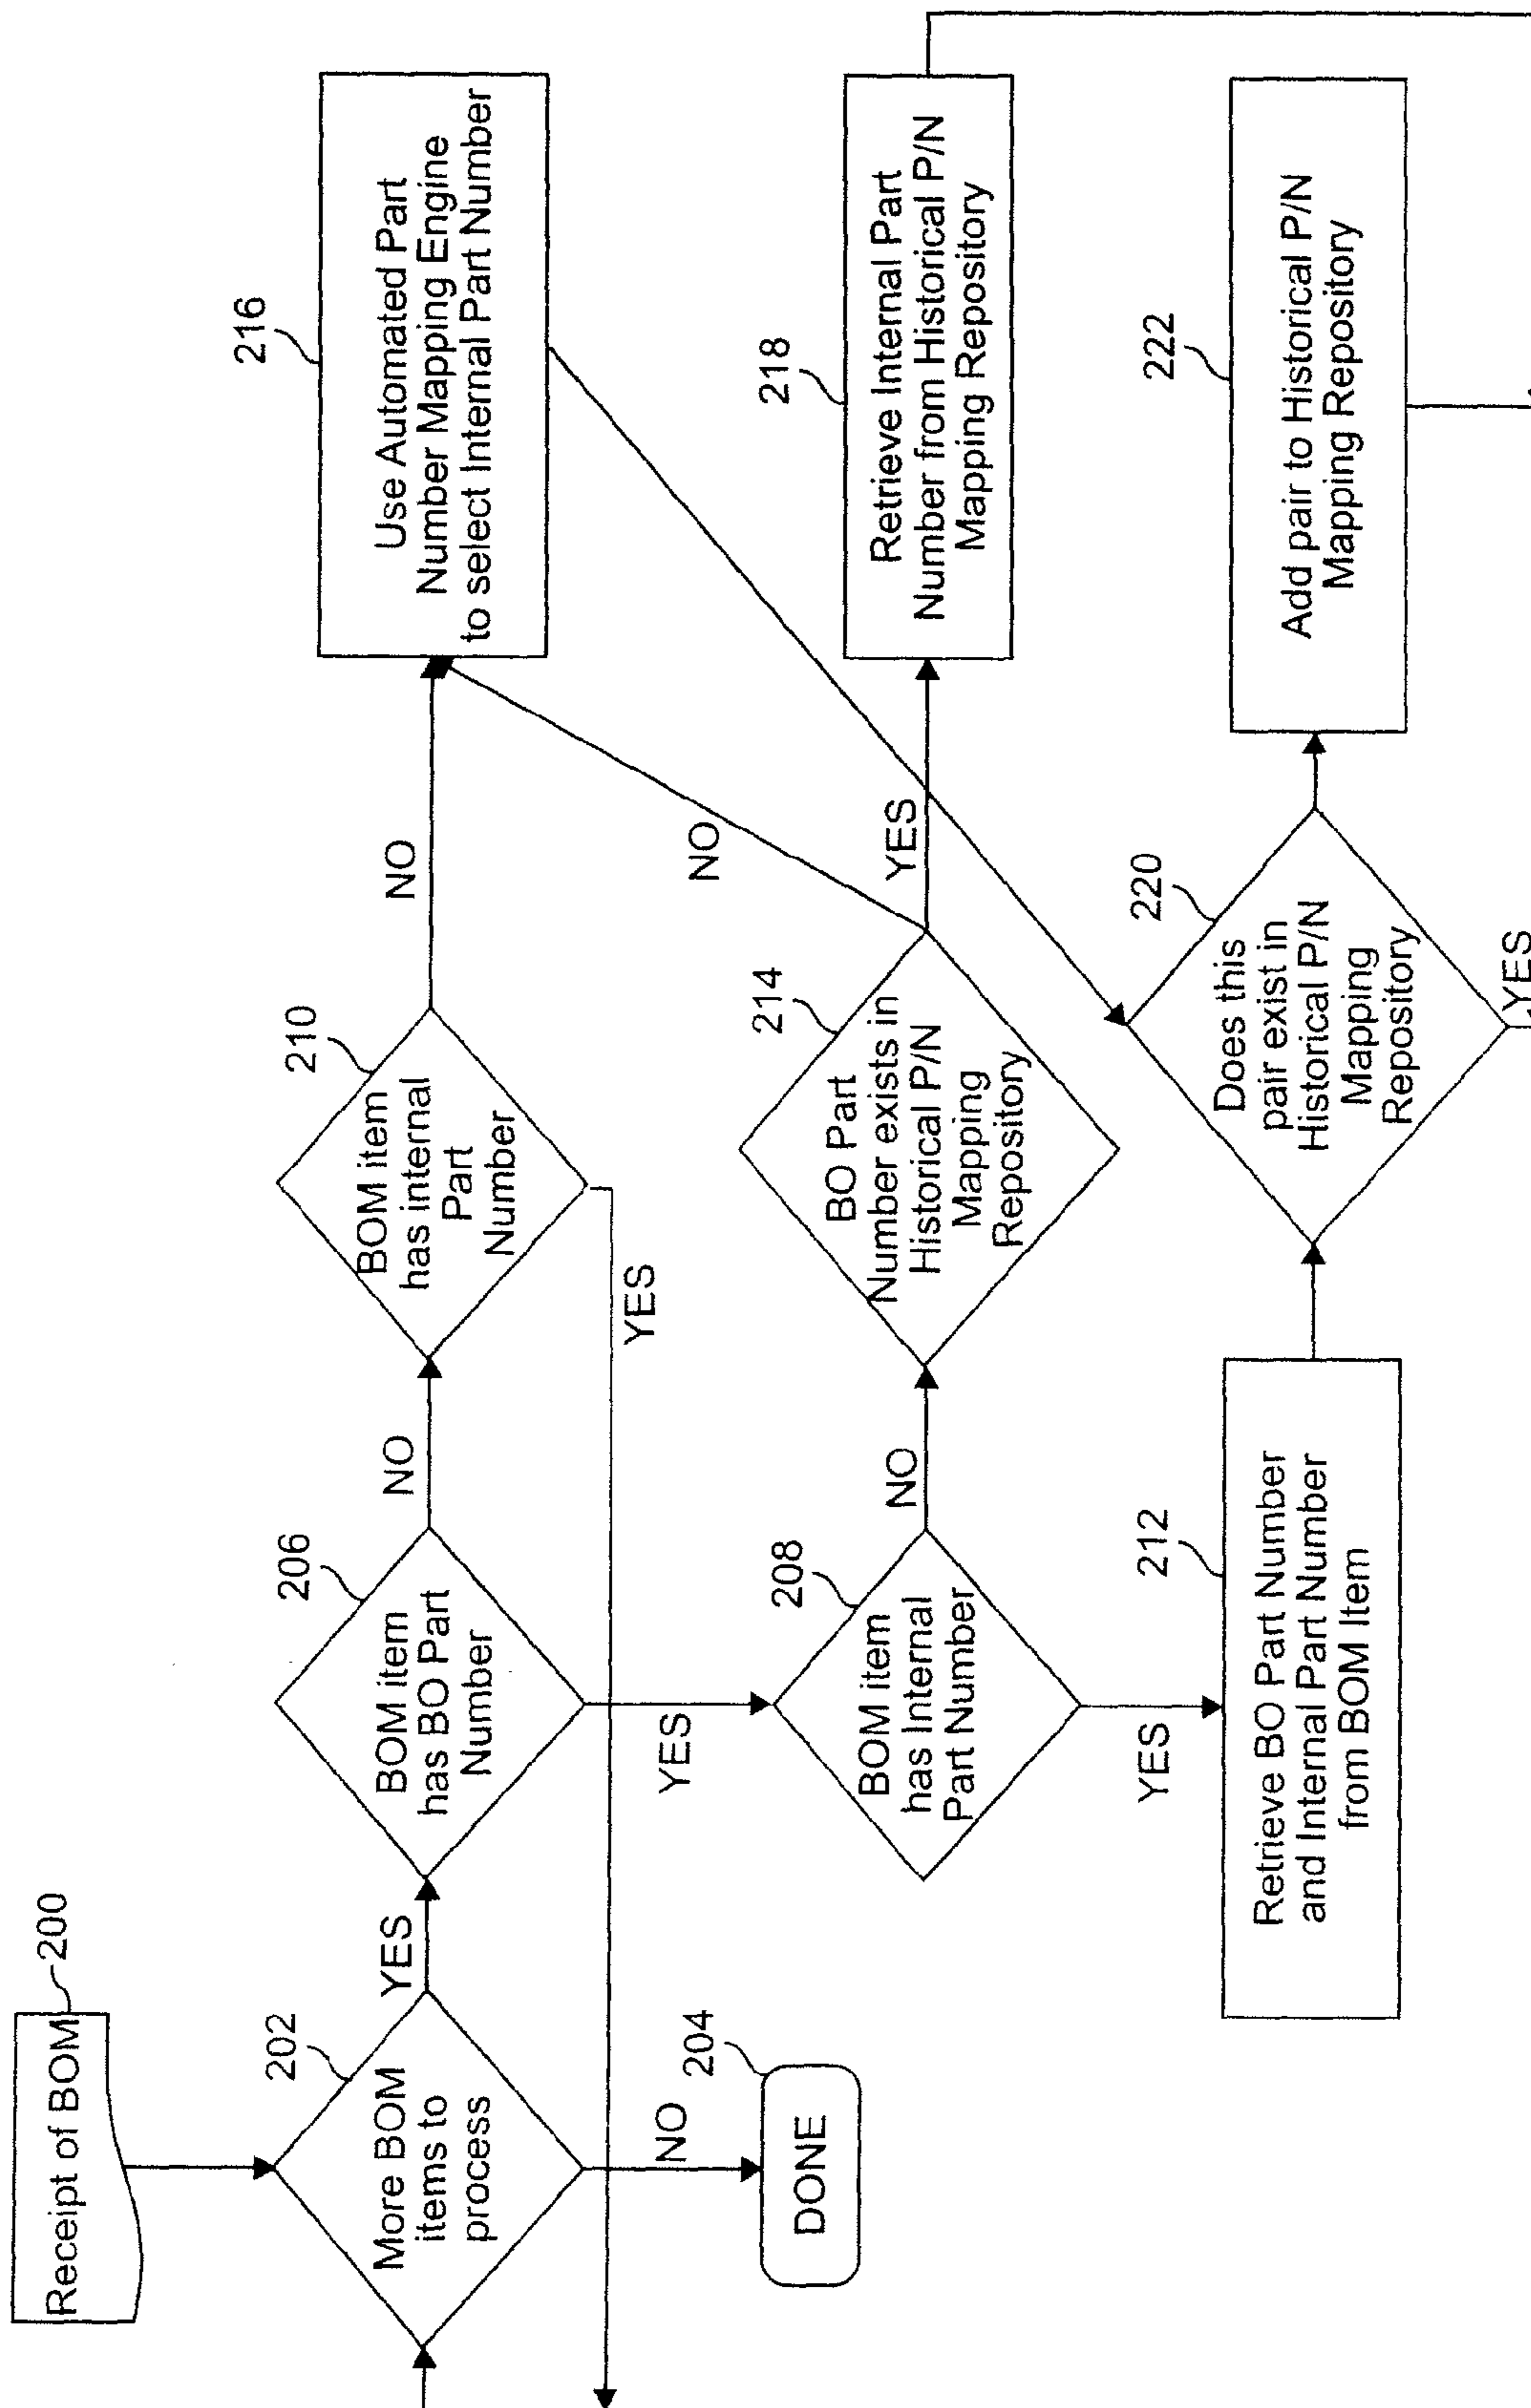 Receipt of BOM
200
202
More BOM
items to
process
YES
NO
204
DONE
206
BOM item
has BO Part
Number
NO
YES
208
BOM item
has Internal
Part Number
NO
YES
210
BOM item
has internal
Part
Number
NO
YES
212
Retrieve BO Part Number
and Internal Part Number
from BOM Item
214
BO Part
Number exists in
Historical P/N
Mapping
Repository
NO
YES
216
Use Automated Part
Number Mapping Engine
to select Internal Part Number
218
Retrieve Internal Part
Number from Historical P/N
Mapping Repository
220
Does this
pair exist in
Historical P/N
Mapping
Repository
YES
222
Add pair to Historical P/N
Mapping Repository